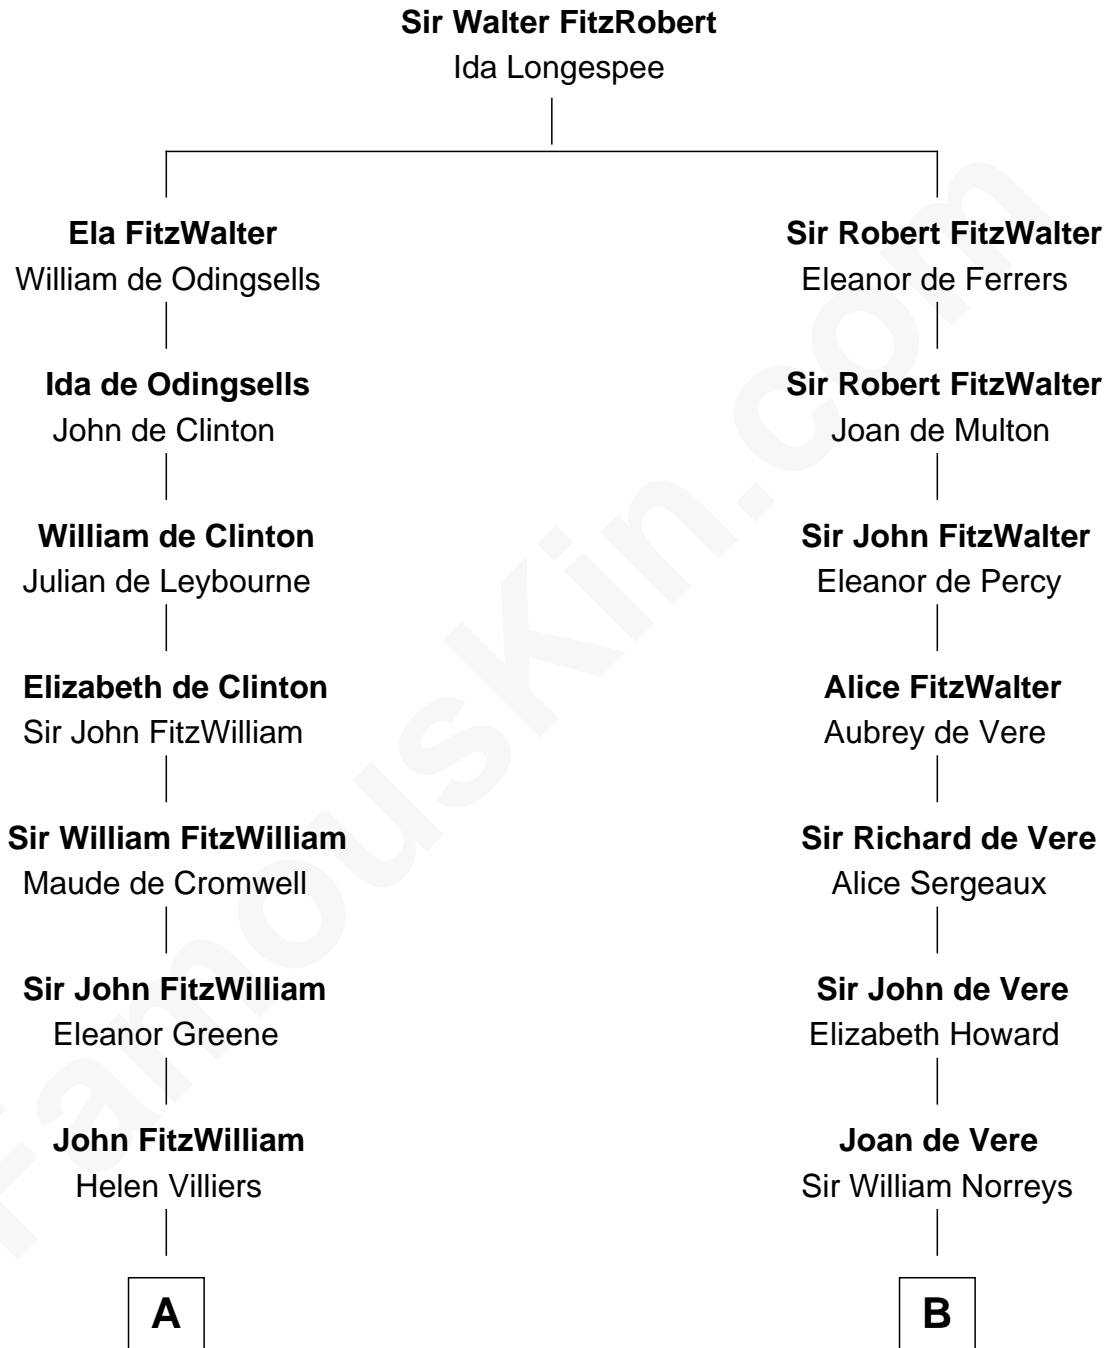 Sir Walter FitzRobert
Ida Longespee
Ela FitzWalter
William de Odingsells
Sir Robert FitzWalter
Eleanor de Ferrers
Ida de Odingsells
John de Clinton
Sir Robert FitzWalter
Joan de Multon
William de Clinton
Julian de Leybourne
Sir John FitzWalter
Eleanor de Percy
Elizabeth de Clinton
Sir John FitzWilliam
Alice FitzWalter
Aubrey de Vere
Sir William FitzWilliam
Maude de Cromwell
Sir Richard de Vere
Alice Sergeaux
Sir John FitzWilliam
Eleanor Greene
Sir John de Vere
Elizabeth Howard
John FitzWilliam
Helen Villiers
Joan de Vere
Sir William Norreys
A
B
FamousKin.com